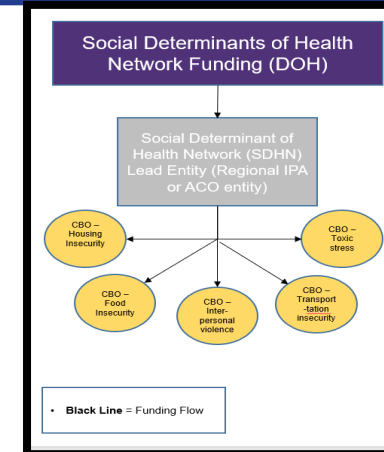 Social Determinants of Health
Network Funding (DOH)
Social Determinant of
Health Network (SDHN)
Lead Entity (Regional IPA
or ACO entity)
CBO –
Housing
Insecurity
CBO –
Toxic
stress
CBO –
Food
Insecurity
CBO –
Inter-
personal
violence
CBO –
Transport
-tation
insecurity
• Black Line = Funding Flow